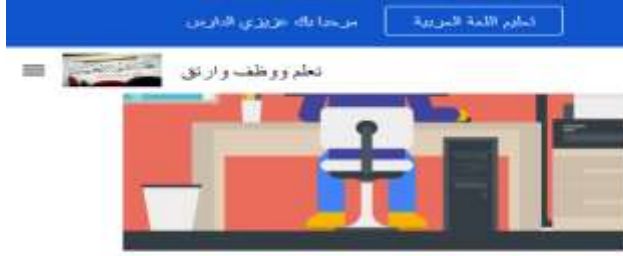 مرحبا بك عزيزي الدارس
تعليم اللغة العربية
تعلم ووظف وارتق